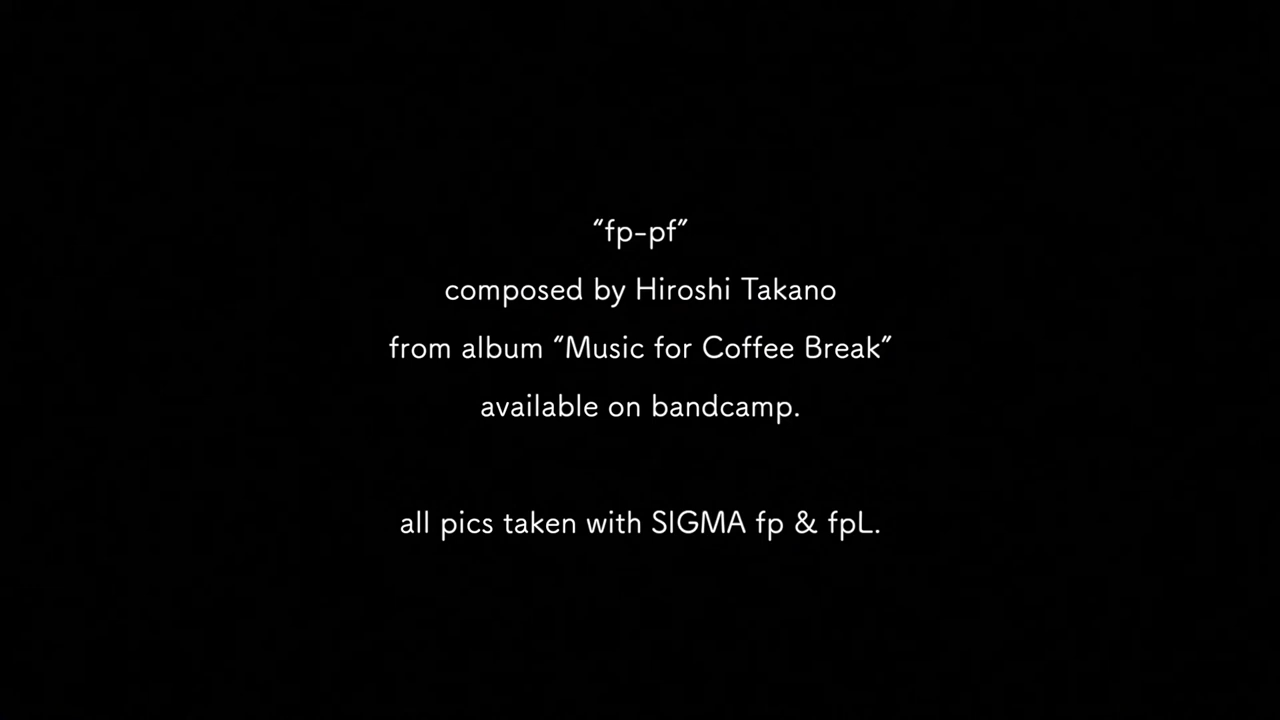 “fp-pf”
composed by Hiroshi Takano
from album “Music for Coffee Break”
available on bandcamp.
all pics taken with SIGMA fp & fpL.